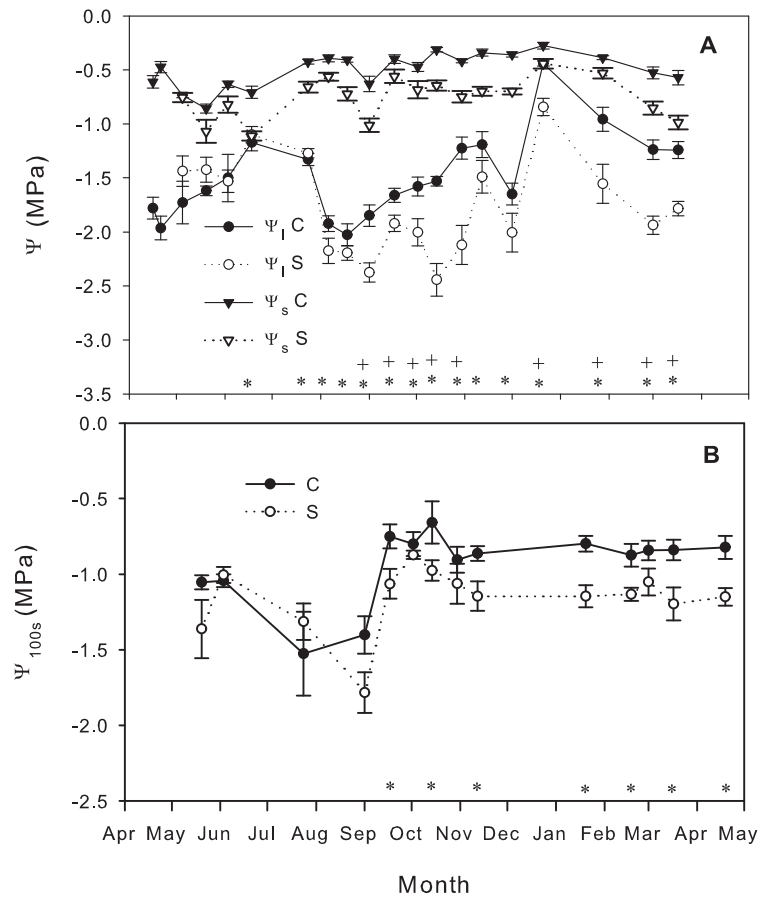 0.0
A
-0.5
-1.0
-1.5
-2.0
-2.5
-3.0
-3.5
Ψ (MPa)
Ψl C
Ψl S
Ψs C
Ψs S
+ + + + + + + + +
* * * * * * * * * * * * * * *
0.0
B
-0.5
-1.0
-1.5
-2.0
-2.5
Ψ100s (MPa)
C
S
* * * * * * *
Apr May Jun Jul Aug Sep Oct Nov Dec Jan Feb Mar Apr May
Month